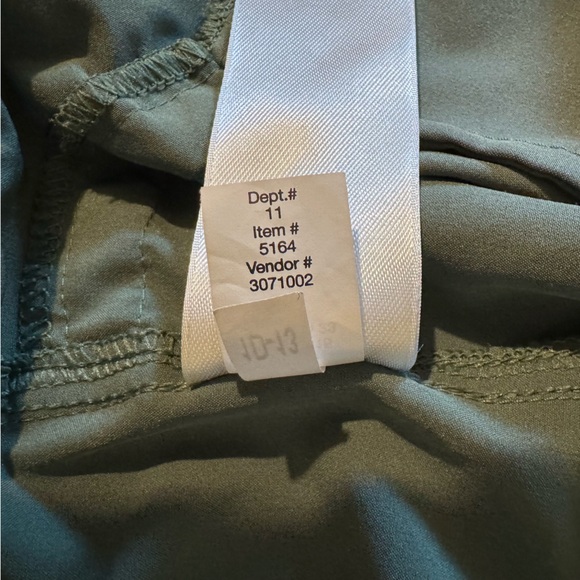 Dept.#
11
Item #
5164
Vendor #
3071002
10-13